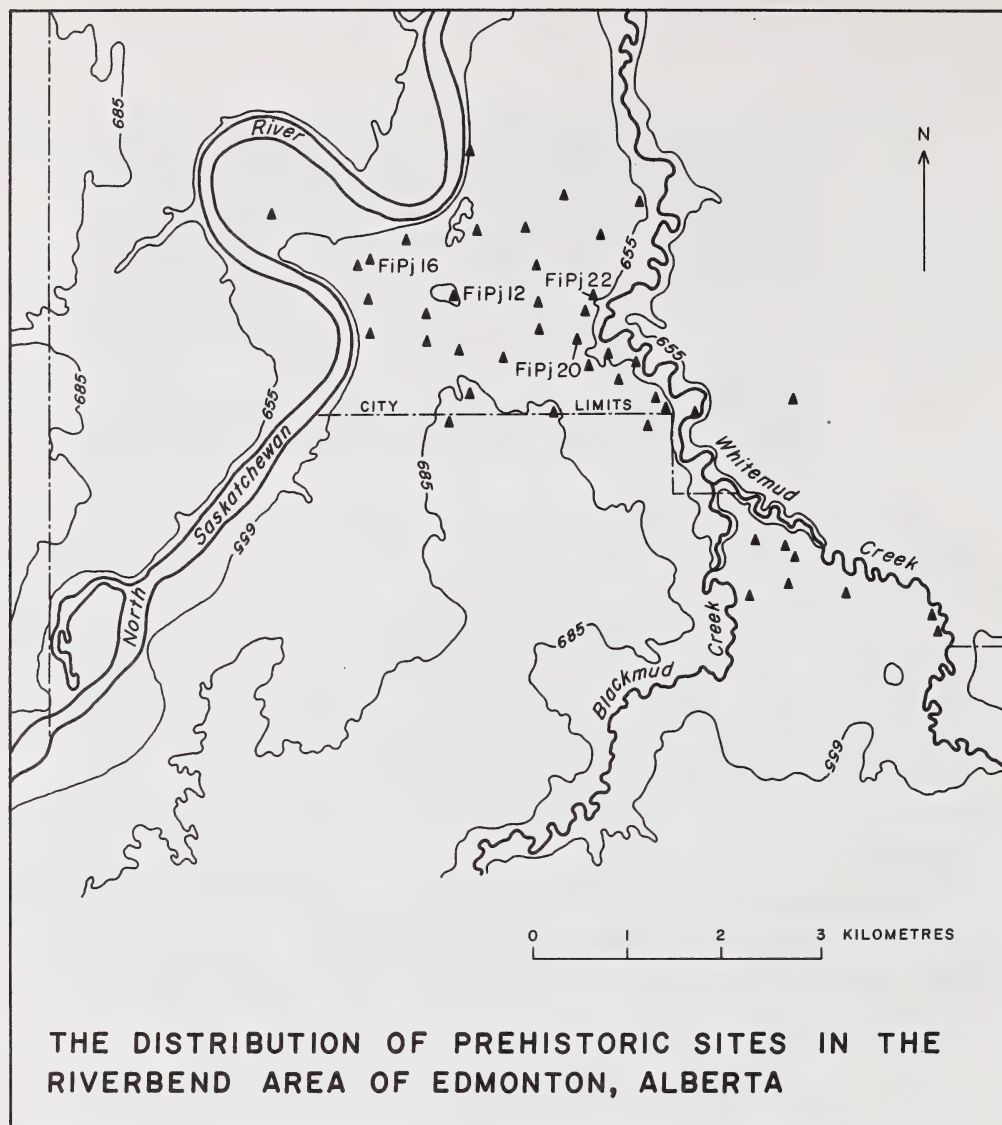 685
River
N
655
FiPj 16
FiPj 22
FiPj 12
655
FiPj 20
685
655
CITY LIMITS
Whitemud
Saskatchewan
685
655
Creek
North
Creek
685
Blackmud
655
0 1 2 3 KILOMETRES
THE DISTRIBUTION OF PREHISTORIC SITES IN THE
RIVERBEND AREA OF EDMONTON, ALBERTA